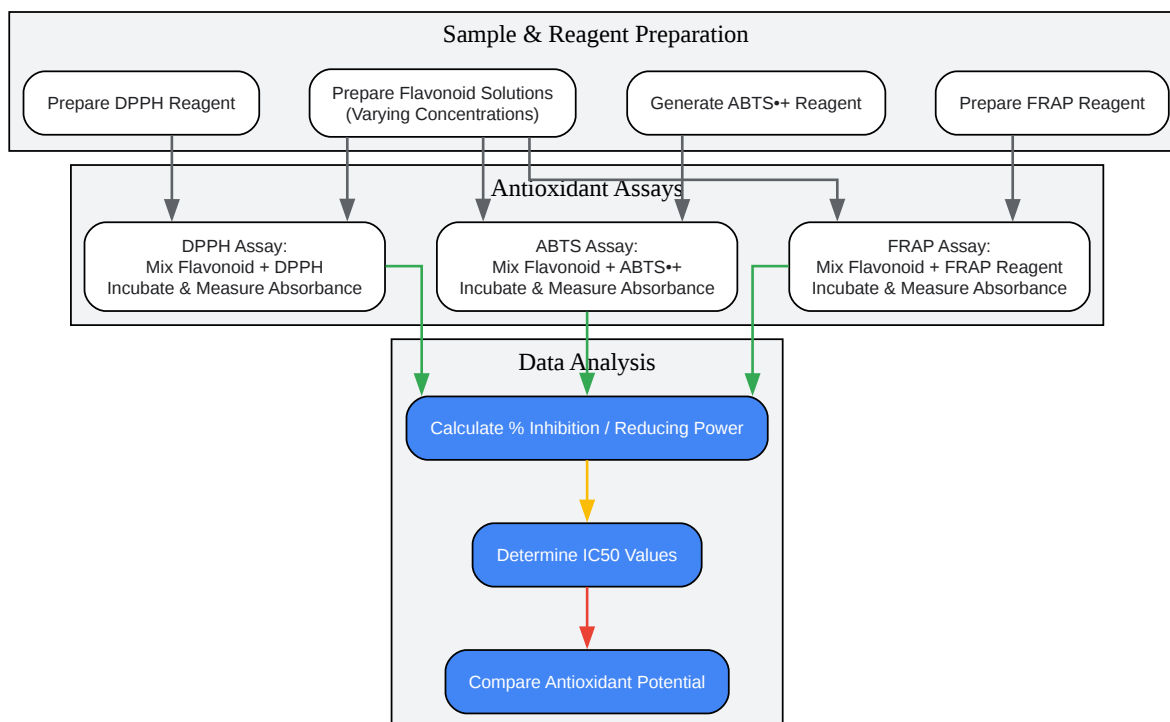 Sample & Reagent Preparation
Prepare DPPH Reagent
Prepare Flavonoid Solutions
(Varying Concentrations)
Generate ABTS•+ Reagent
Prepare FRAP Reagent
Antioxidant Assays
DPPH Assay:
Mix Flavonoid + DPPH
Incubate & Measure Absorbance
ABTS Assay:
Mix Flavonoid + ABTS•+
Incubate & Measure Absorbance
FRAP Assay:
Mix Flavonoid + FRAP Reagent
Incubate & Measure Absorbance
Data Analysis
Calculate % Inhibition / Reducing Power
Determine IC50 Values
Compare Antioxidant Potential